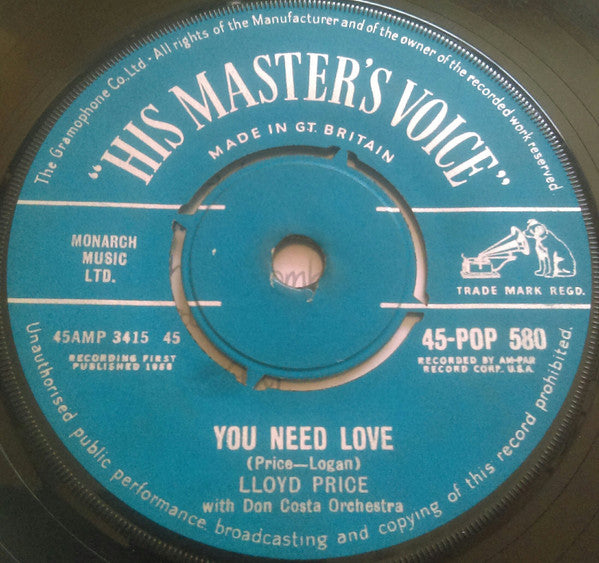 The Gramophone Co. Ltd. - All rights of the Manufacturer and of the owner of the recorded work reserved
"HIS MASTER'S VOICE"
MADE IN GT. BRITAIN
MONARCH
MUSIC
LTD.
TRADE MARK REGD.
45AMP 3415 45
RECORDING FIRST
PUBLISHED 1958
45-POP 580
RECORDED BY AM-PAR
RECORD CORP. U.S.A.
YOU NEED LOVE
(Price—Logan)
LLOYD PRICE
with Don Costa Orchestra
Unauthorised public performance, broadcasting and copying of this record prohibited.